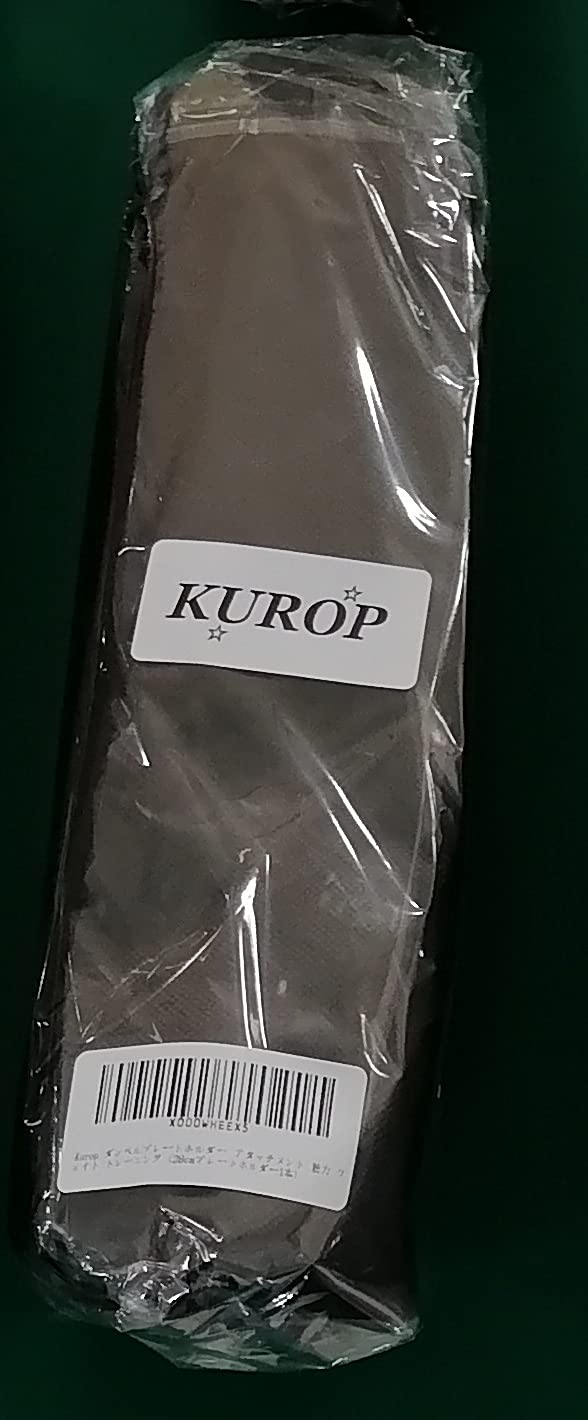 KUROP
X000WHEEX5
Kurop ダンベルプレートホルダー アタッチメント 筋力 ウ
ェイト トレーニング (28cmプレートホルダー1本)